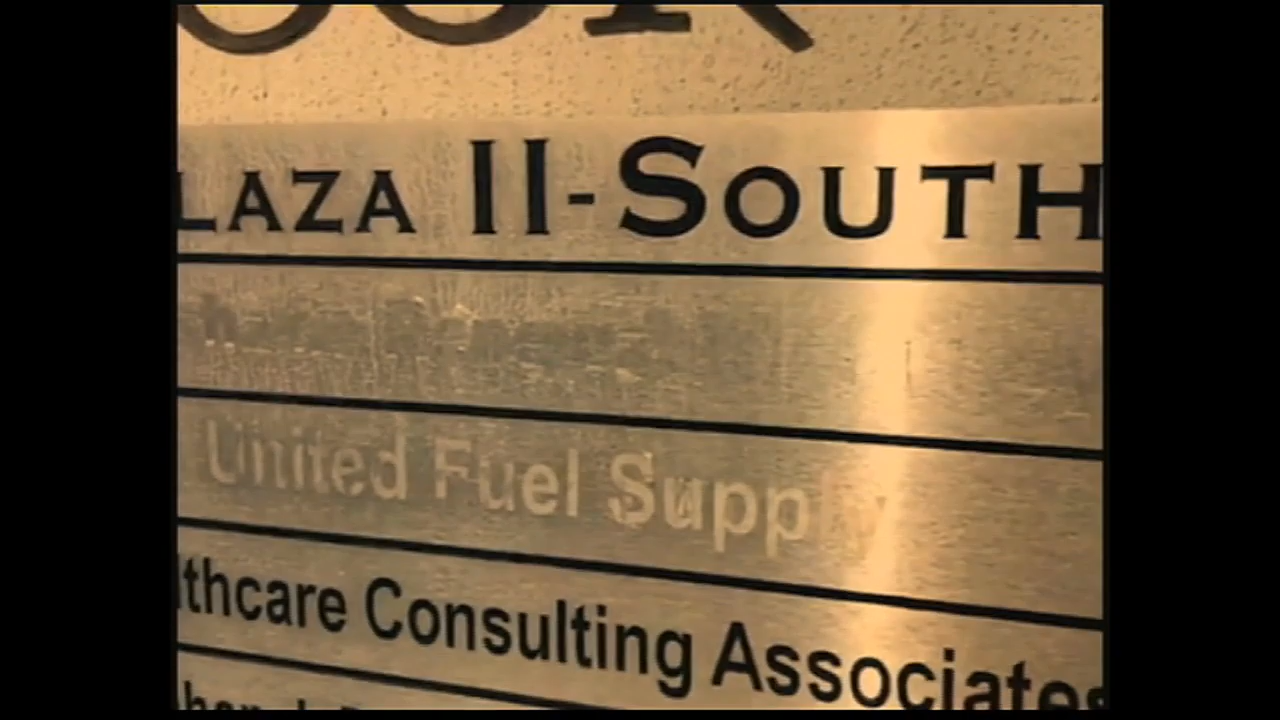 LAZA II-SOUTH
United Fuel Supply
lthcare Consulting Associates